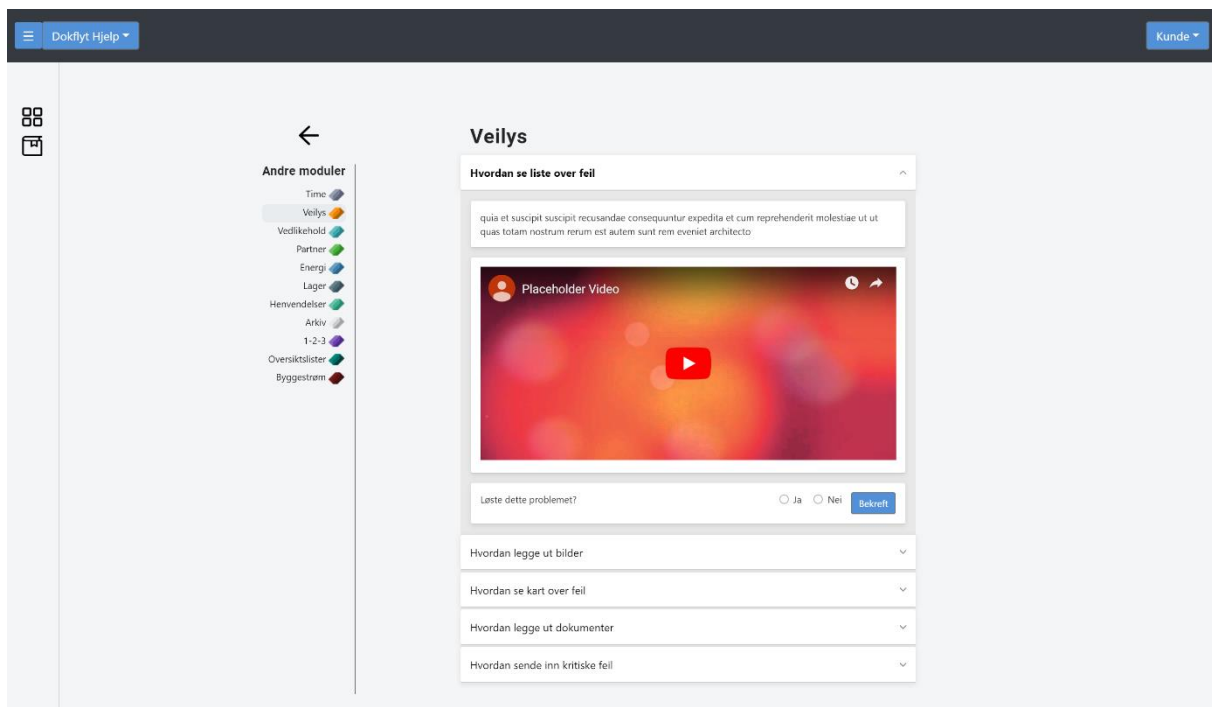 Dokflyt Hjelp
Kunde
Andre moduler
Time
Veilys
Vedlikehold
Partner
Energi
Lager
Henvendelser
Arkiv
1-2-3
Oversiktslister
Byggestrøm
Veilys
Hvordan se liste over feil
quia et suscipit suscipit recusandae consequuntur expedita et cum reprehenderit molestiae ut ut
quas totam nostrum rerum est autem sunt rem eveniet architecto
Placeholder Video
Løste dette problemet?
Ja
Nei
Bekreft
Hvordan legge ut bilder
Hvordan se kart over feil
Hvordan legge ut dokumenter
Hvordan sende inn kritiske feil